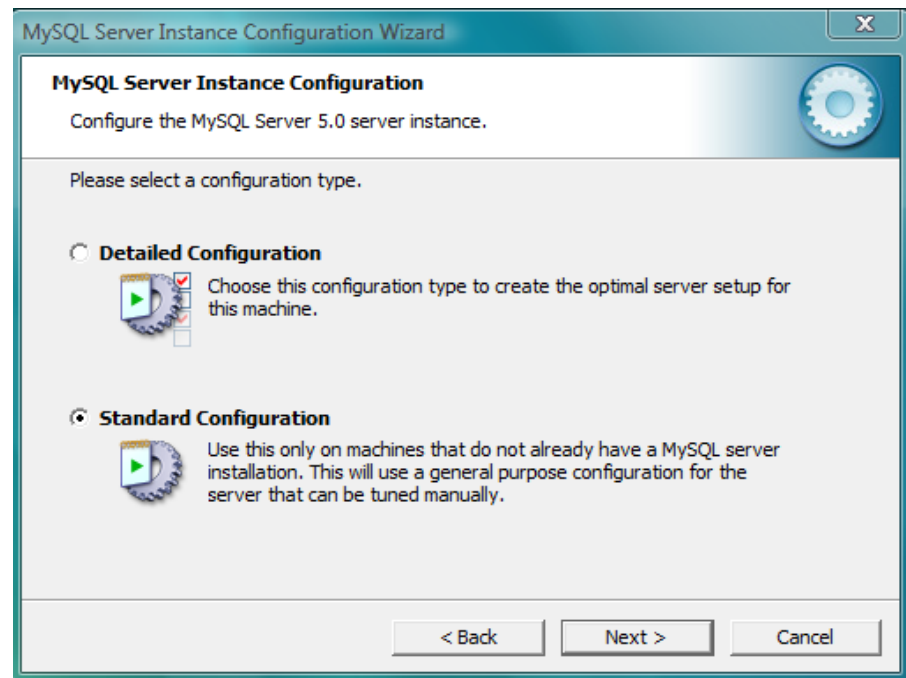 MySQL Server Instance Configuration Wizard
X
MySQL Server Instance Configuration
Configure the MySQL Server 5.0 server instance.
Please select a configuration type.
Detailed Configuration
Choose this configuration type to create the optimal server setup for
this machine.
Standard Configuration
Use this only on machines that do not already have a MySQL server
installation. This will use a general purpose configuration for the
server that can be tuned manually.
< Back
Next >
Cancel